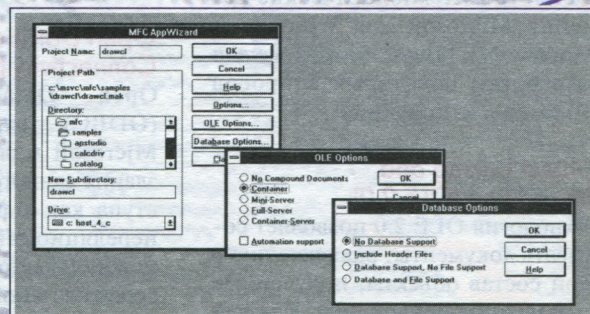 MFC AppWizard
Project Name: drawcl
OK
Cancel
Help
Options...
OLE Options...
Database Options...
Project Path
c:\msvc\mfc\samples
\drawcl\drawcl.mak
Directory:
mfc
samples
apstudio
calcdriv
catalog
New Subdirectory:
drawcl
Drive:
c: host_4_c
OLE Options
No Compound Documents
Container
Mini-Server
Full-Server
Container-Server
Automation support
OK
Database Options
No Database Support
Include Header Files
Database Support, No File Support
Database and File Support
OK
Cancel
Help